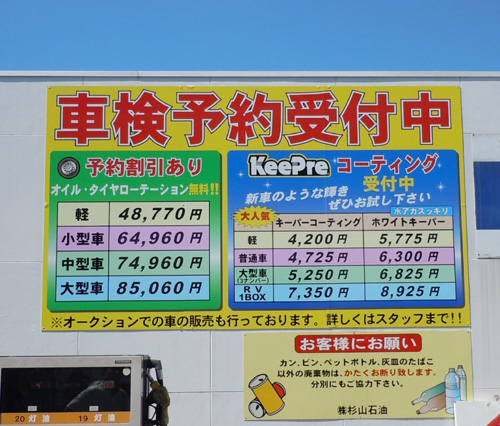 車検予約受付中
予約割引あり
オイル・タイヤローテーション無料!!
軽 48,770円
小型車 64,960円
中型車 74,960円
大型車 85,060円
KeePre コーティング
受付中
新車のような輝き
ぜひお試し下さい
大人気
水アカスッキリ
キーパーコーティング ホワイトキーパー
軽 4,200円 5,775円
普通車 4,725円 6,300円
大型車(3ナンバー) 5,250円 6,825円
RV 1BOX 7,350円 8,925円
※オークションでの車の販売も行っております。詳しくはスタッフまで!!
お客様にお願い
カン、ビン、ペットボトル、灰皿のたばこ
以外の廃棄物は、かたくお断り致します。
分別にもご協力下さい。
㈱杉山石油
20 灯油 19 灯油